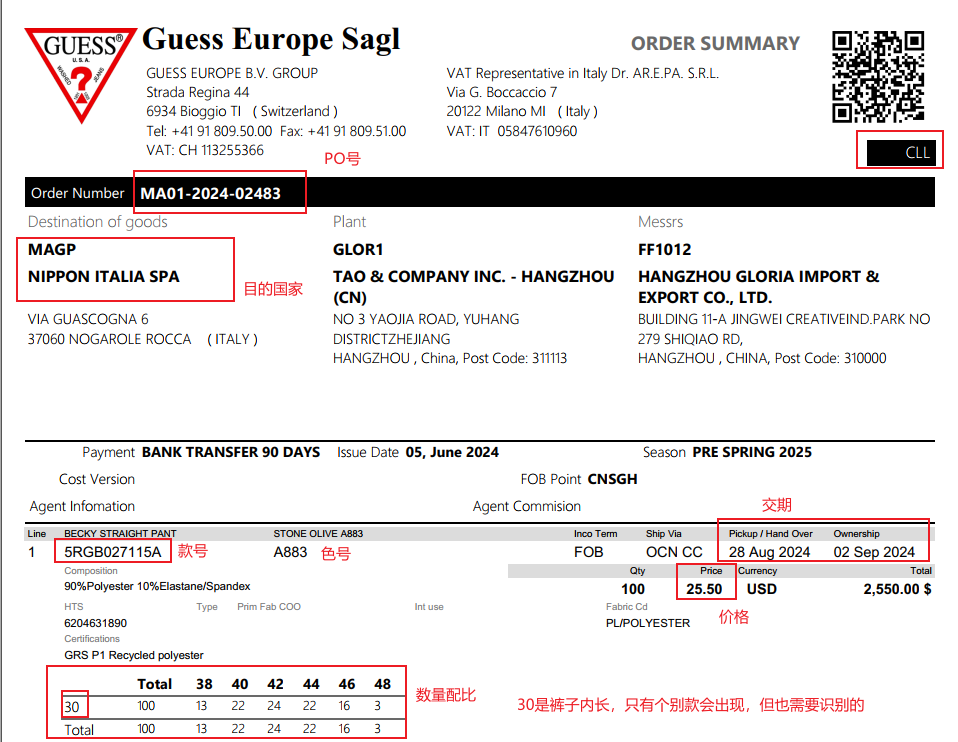 GUESS®
U.S.A.
WASHED
JEANS
?
Guess Europe Sagl
ORDER SUMMARY
GUESS EUROPE B.V. GROUP
Strada Regina 44
6934 Bioggio TI ( Switzerland )
Tel: +41 91 809.50.00 Fax: +41 91 809.51.00
VAT: CH 113255366
VAT Representative in Italy Dr. AR.E.PA. S.R.L.
Via G. Boccaccio 7
20122 Milano MI ( Italy )
VAT: IT 05847610960
PO号
CLL
Order Number MA01-2024-02483
Destination of goods
MAGP
NIPPON ITALIA SPA
目的国家
VIA GUASCOGNA 6
37060 NOGAROLE ROCCA ( ITALY )
Plant
GLOR1
TAO & COMPANY INC. - HANGZHOU
(CN)
NO 3 YAOJIA ROAD, YUHANG
DISTRICTZHEJIANG
HANGZHOU , China, Post Code: 311113
Messrs
FF1012
HANGZHOU GLORIA IMPORT &
EXPORT CO., LTD.
BUILDING 11-A JINGWEI CREATIVEIND.PARK NO
279 SHIQIAO RD,
HANGZHOU , CHINA, Post Code: 310000
Payment BANK TRANSFER 90 DAYS Issue Date 05, June 2024 Season PRE SPRING 2025
Cost Version FOB Point CNSGH
Agent Infomation Agent Commision
交期
Line BECKY STRAIGHT PANT STONE OLIVE A883 Inco Term Ship Via Pickup / Hand Over Ownership
1 5RGB027115A 款号 A883 色号 FOB OCN CC 28 Aug 2024 02 Sep 2024
Composition Qty Price Currency Total
90%Polyester 10%Elastane/Spandex 100 25.50 USD 2,550.00 $
HTS Type Prim Fab COO Int use Fabric Cd
价格
6204631890 PL/POLYESTER
Certifications
GRS P1 Recycled polyester
Total 38 40 42 44 46 48
30 100 13 22 24 22 16 3
Total 100 13 22 24 22 16 3
数量配比
30是裤子内长，只有个别款会出现，但也需要识别的